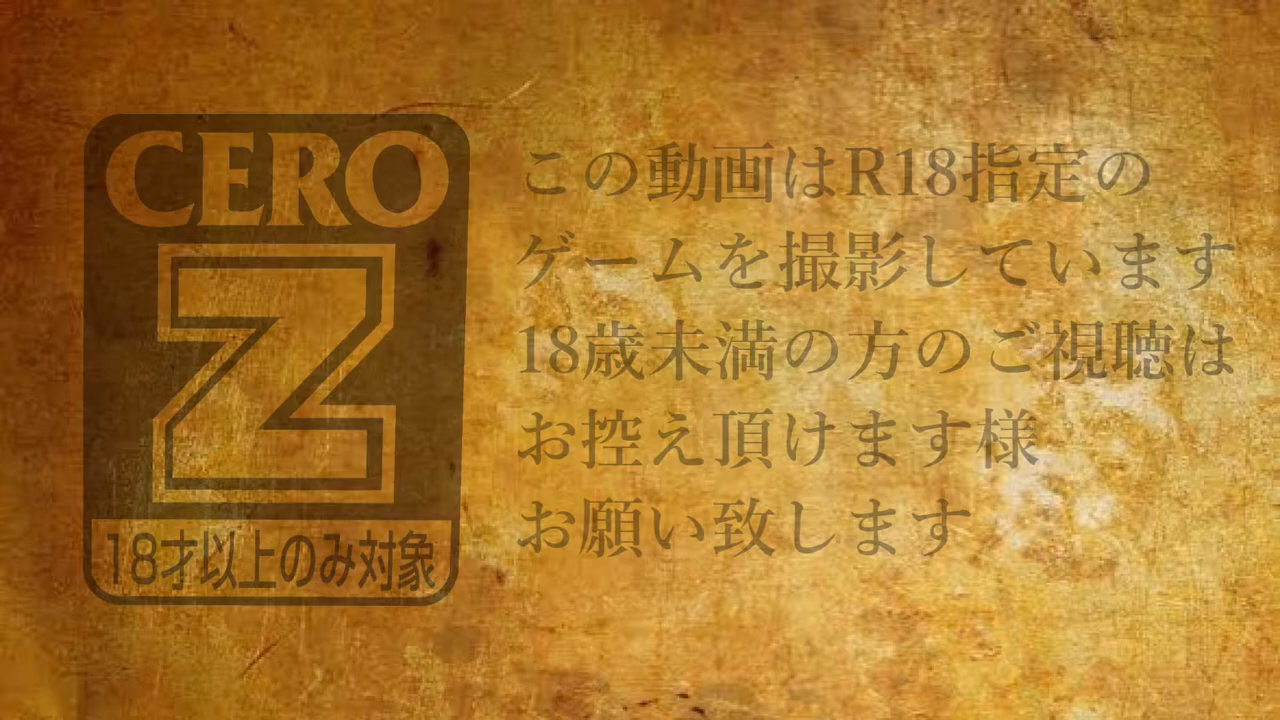 CERO
Z
18才以上のみ対象
この動画はR18指定の
ゲームを撮影しています
18歳未満の方のご視聴は
お控え頂けます様
お願い致します